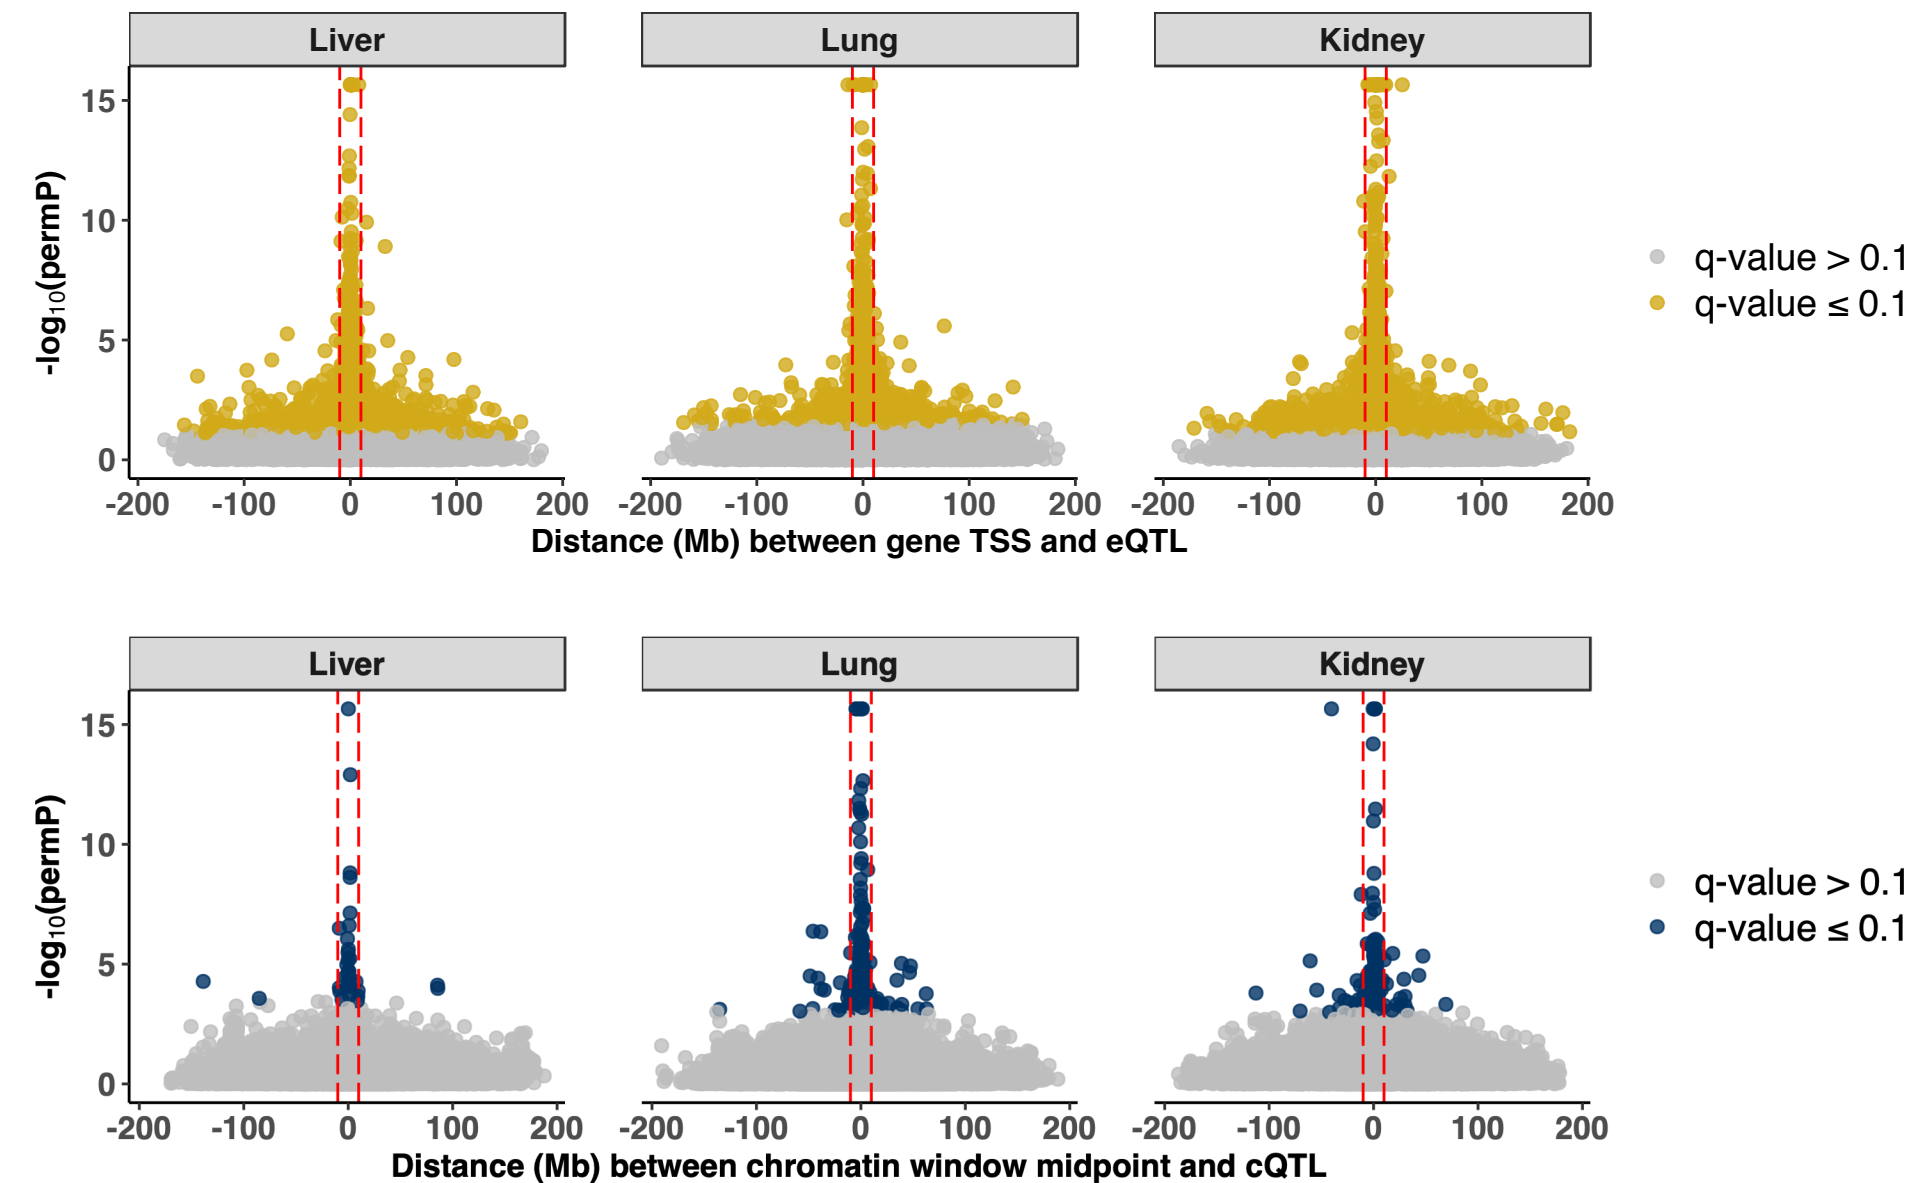 Liver Lung Kidney
-log10(permP)
15
10
5
0
-200 -100 0 100 200 -200 -100 0 100 200 -200 -100 0 100 200
Distance (Mb) between gene TSS and eQTL
q-value > 0.1
q-value ≤ 0.1
Liver Lung Kidney
-log10(permP)
15
10
5
0
-200 -100 0 100 200 -200 -100 0 100 200 -200 -100 0 100 200
Distance (Mb) between chromatin window midpoint and cQTL
q-value > 0.1
q-value ≤ 0.1